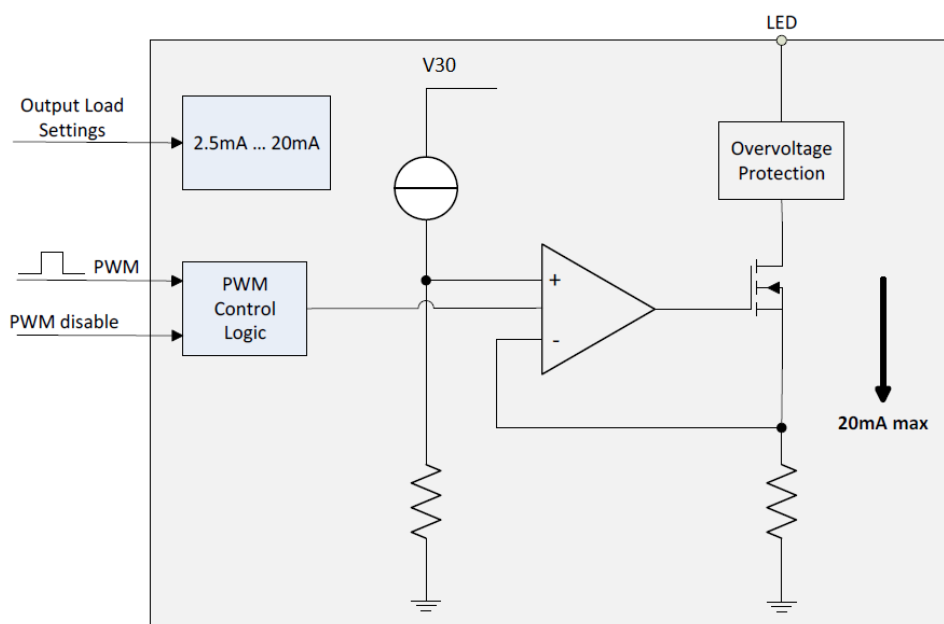 LED
V30
Output Load
Settings
2.5mA ... 20mA
Overvoltage
Protection
PWM
PWM disable
PWM
Control
Logic
+
-
20mA max